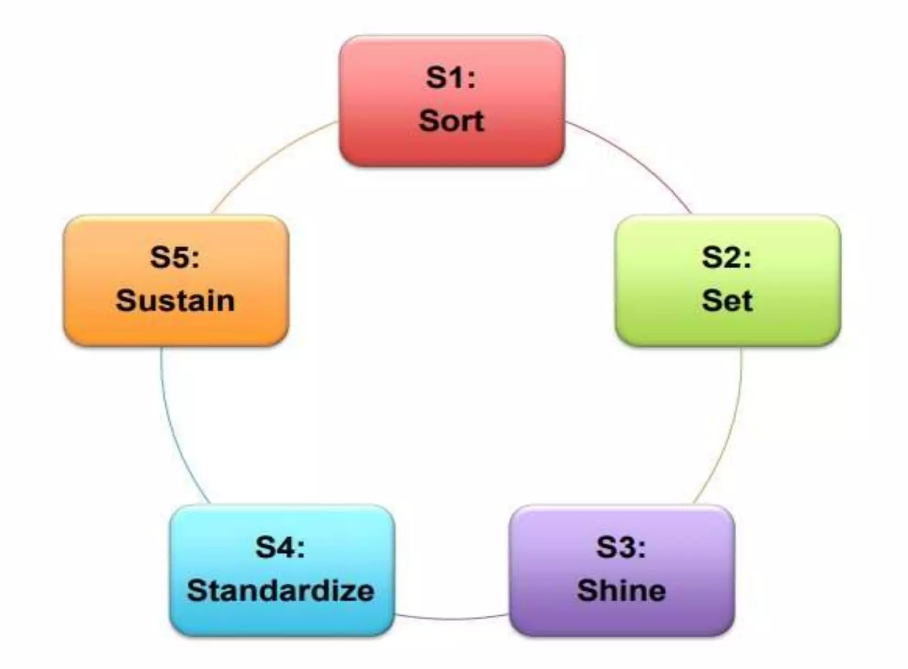 S1:
Sort
S2:
Set
S3:
Shine
S4:
Standardize
S5:
Sustain